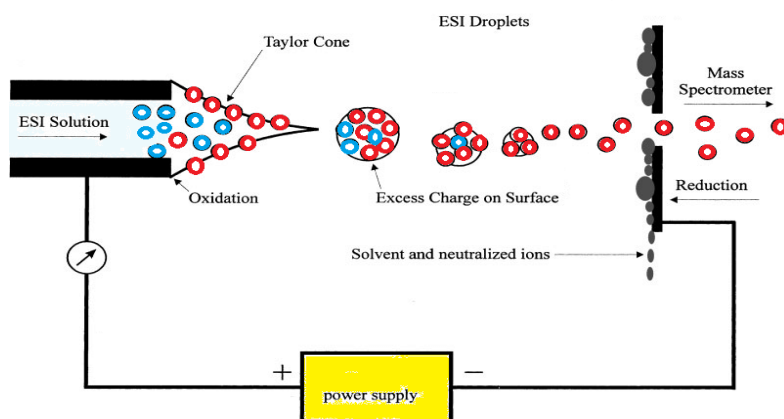 ESI Droplets
Taylor Cone
Mass
Spectrometer
ESI Solution
Oxidation
Excess Charge on Surface
Reduction
Solvent and neutralized ions
+
−
power supply